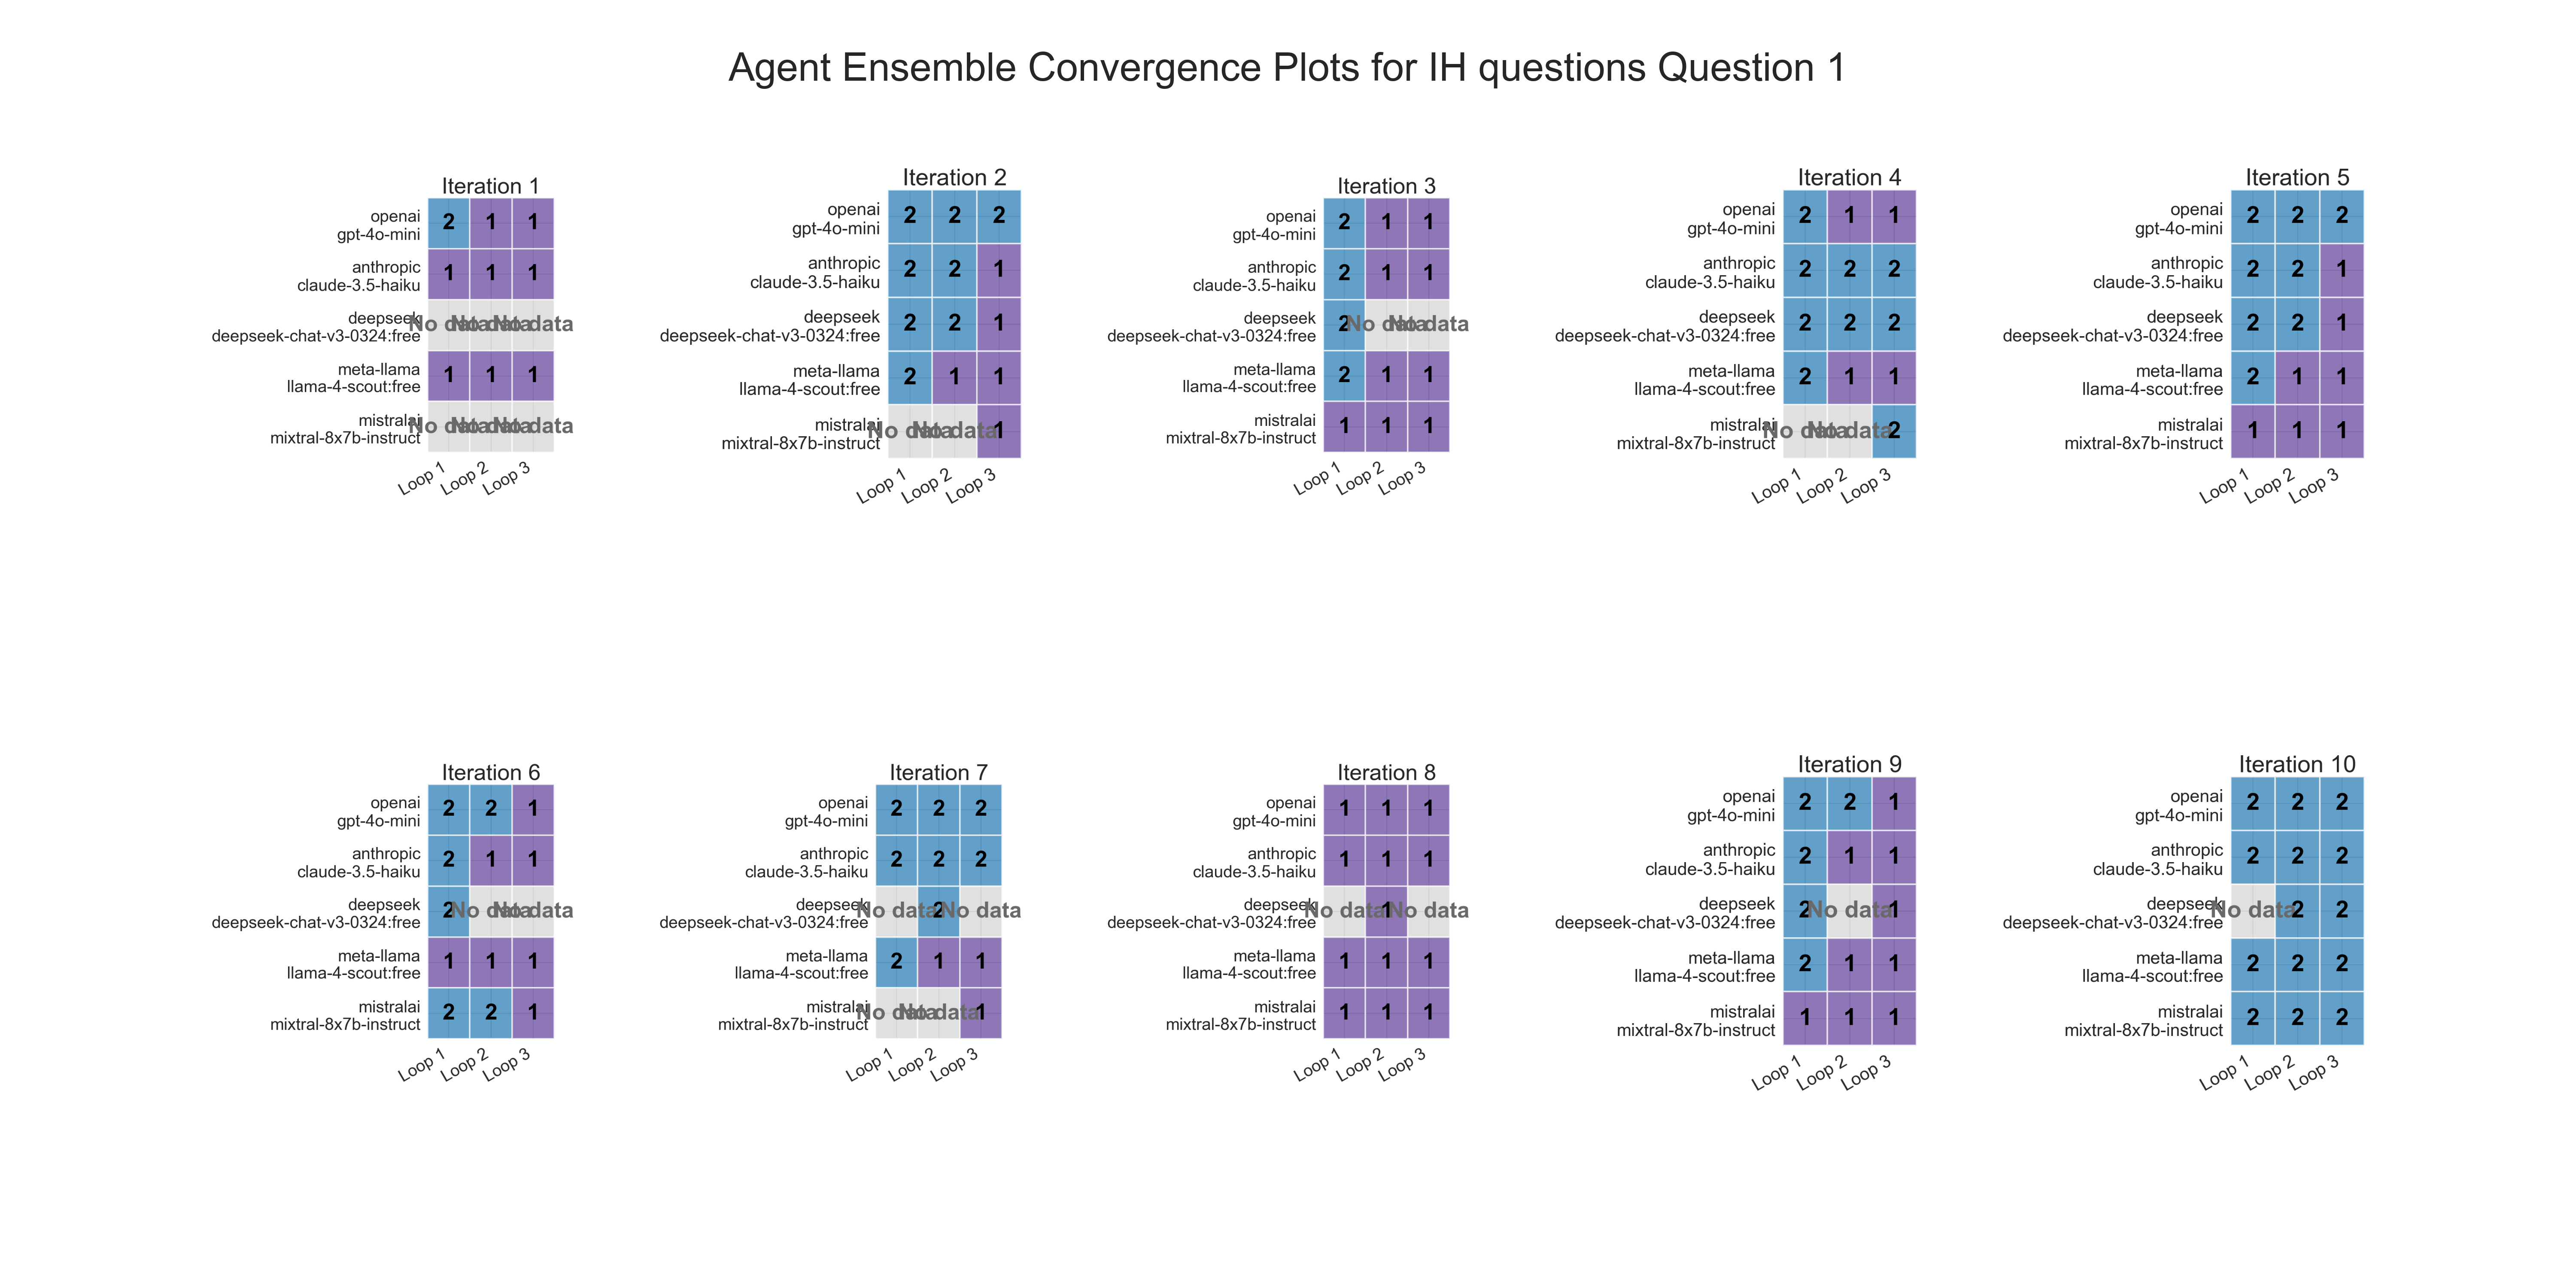 Agent Ensemble Convergence Plots for IH questions Question 1
Iteration 1
openai
gpt-4o-mini
2 1 1
anthropic
claude-3.5-haiku
1 1 1
deepseek
deepseek-chat-v3-0324:free
No data No data No data
meta-llama
llama-4-scout:free
1 1 1
mistralai
mixtral-8x7b-instruct
No data No data No data
Loop 1 Loop 2 Loop 3
Iteration 2
openai
gpt-4o-mini
2 2 2
anthropic
claude-3.5-haiku
2 2 1
deepseek
deepseek-chat-v3-0324:free
2 2 1
meta-llama
llama-4-scout:free
2 1 1
mistralai
mixtral-8x7b-instruct
No data No data 1
Loop 1 Loop 2 Loop 3
Iteration 3
openai
gpt-4o-mini
2 1 1
anthropic
claude-3.5-haiku
2 1 1
deepseek
deepseek-chat-v3-0324:free
2 No data No data
meta-llama
llama-4-scout:free
2 1 1
mistralai
mixtral-8x7b-instruct
1 1 1
Loop 1 Loop 2 Loop 3
Iteration 4
openai
gpt-4o-mini
2 1 1
anthropic
claude-3.5-haiku
2 2 2
deepseek
deepseek-chat-v3-0324:free
2 2 2
meta-llama
llama-4-scout:free
2 1 1
mistralai
mixtral-8x7b-instruct
No data No data 2
Loop 1 Loop 2 Loop 3
Iteration 5
openai
gpt-4o-mini
2 2 2
anthropic
claude-3.5-haiku
2 2 1
deepseek
deepseek-chat-v3-0324:free
2 2 1
meta-llama
llama-4-scout:free
2 1 1
mistralai
mixtral-8x7b-instruct
1 1 1
Loop 1 Loop 2 Loop 3
Iteration 6
openai
gpt-4o-mini
2 2 1
anthropic
claude-3.5-haiku
2 1 1
deepseek
deepseek-chat-v3-0324:free
2 No data No data
meta-llama
llama-4-scout:free
1 1 1
mistralai
mixtral-8x7b-instruct
2 2 1
Loop 1 Loop 2 Loop 3
Iteration 7
openai
gpt-4o-mini
2 2 2
anthropic
claude-3.5-haiku
2 2 2
deepseek
deepseek-chat-v3-0324:free
No data 2 No data
meta-llama
llama-4-scout:free
2 1 1
mistralai
mixtral-8x7b-instruct
No data No data 1
Loop 1 Loop 2 Loop 3
Iteration 8
openai
gpt-4o-mini
1 1 1
anthropic
claude-3.5-haiku
1 1 1
deepseek
deepseek-chat-v3-0324:free
No data 1 No data
meta-llama
llama-4-scout:free
1 1 1
mistralai
mixtral-8x7b-instruct
1 1 1
Loop 1 Loop 2 Loop 3
Iteration 9
openai
gpt-4o-mini
2 2 1
anthropic
claude-3.5-haiku
2 1 1
deepseek
deepseek-chat-v3-0324:free
2 No data 1
meta-llama
llama-4-scout:free
2 1 1
mistralai
mixtral-8x7b-instruct
1 1 1
Loop 1 Loop 2 Loop 3
Iteration 10
openai
gpt-4o-mini
2 2 2
anthropic
claude-3.5-haiku
2 2 2
deepseek
deepseek-chat-v3-0324:free
No data 2 2
meta-llama
llama-4-scout:free
2 2 2
mistralai
mixtral-8x7b-instruct
2 2 2
Loop 1 Loop 2 Loop 3